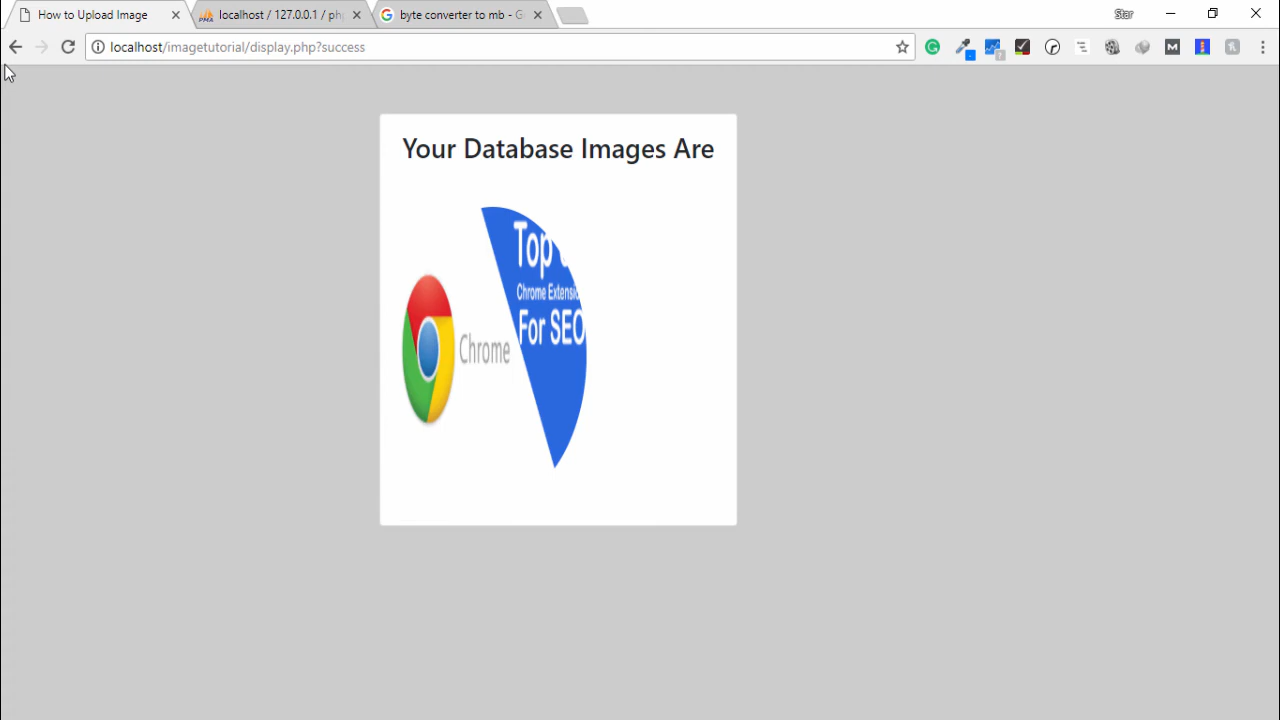 How to Upload Image
localhost / 127.0.0.1 / ph
byte converter to mb - G
Star
localhost/imagetutorial/display.php?success
Your Database Images Are
Top
Chrome
For SEO
Chrome